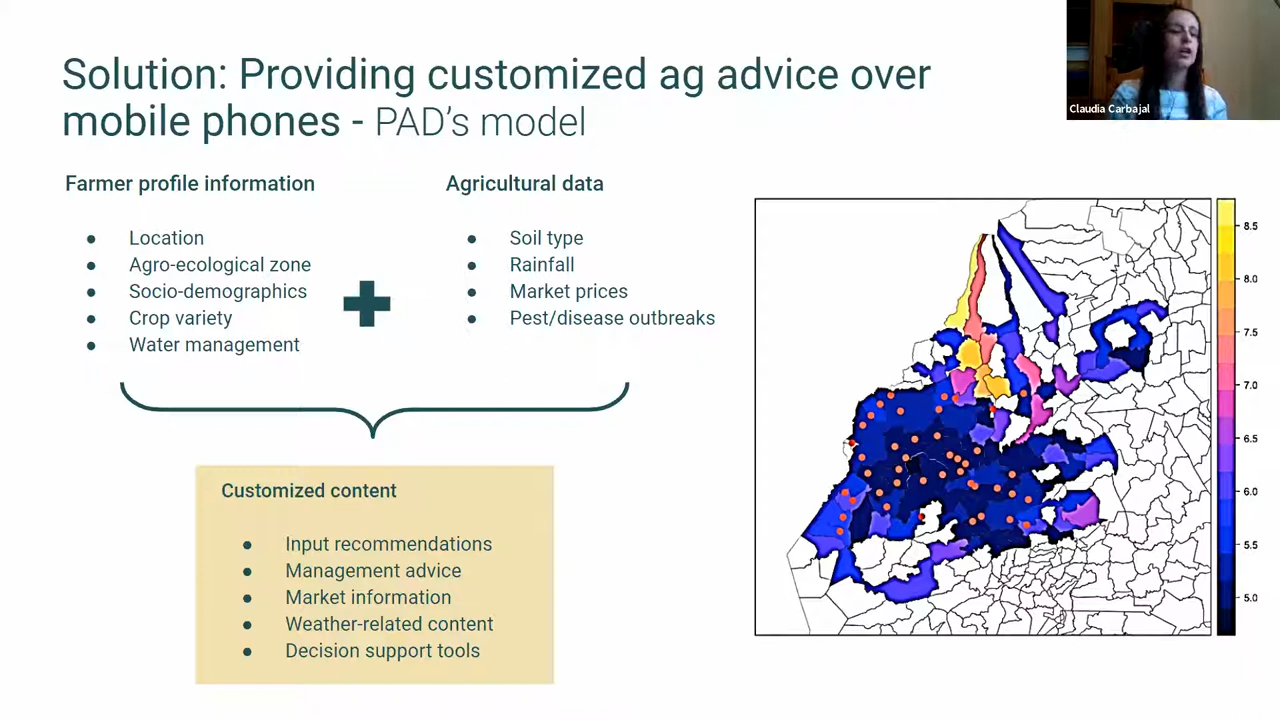 Solution: Providing customized ag advice over
mobile phones - PAD's model
Claudia Carbajal
Farmer profile information
● Location
● Agro-ecological zone
● Socio-demographics
● Crop variety
● Water management
Agricultural data
● Soil type
● Rainfall
● Market prices
● Pest/disease outbreaks
Customized content
● Input recommendations
● Management advice
● Market information
● Weather-related content
● Decision support tools
8.5
8.0
7.5
7.0
6.5
6.0
5.5
5.0